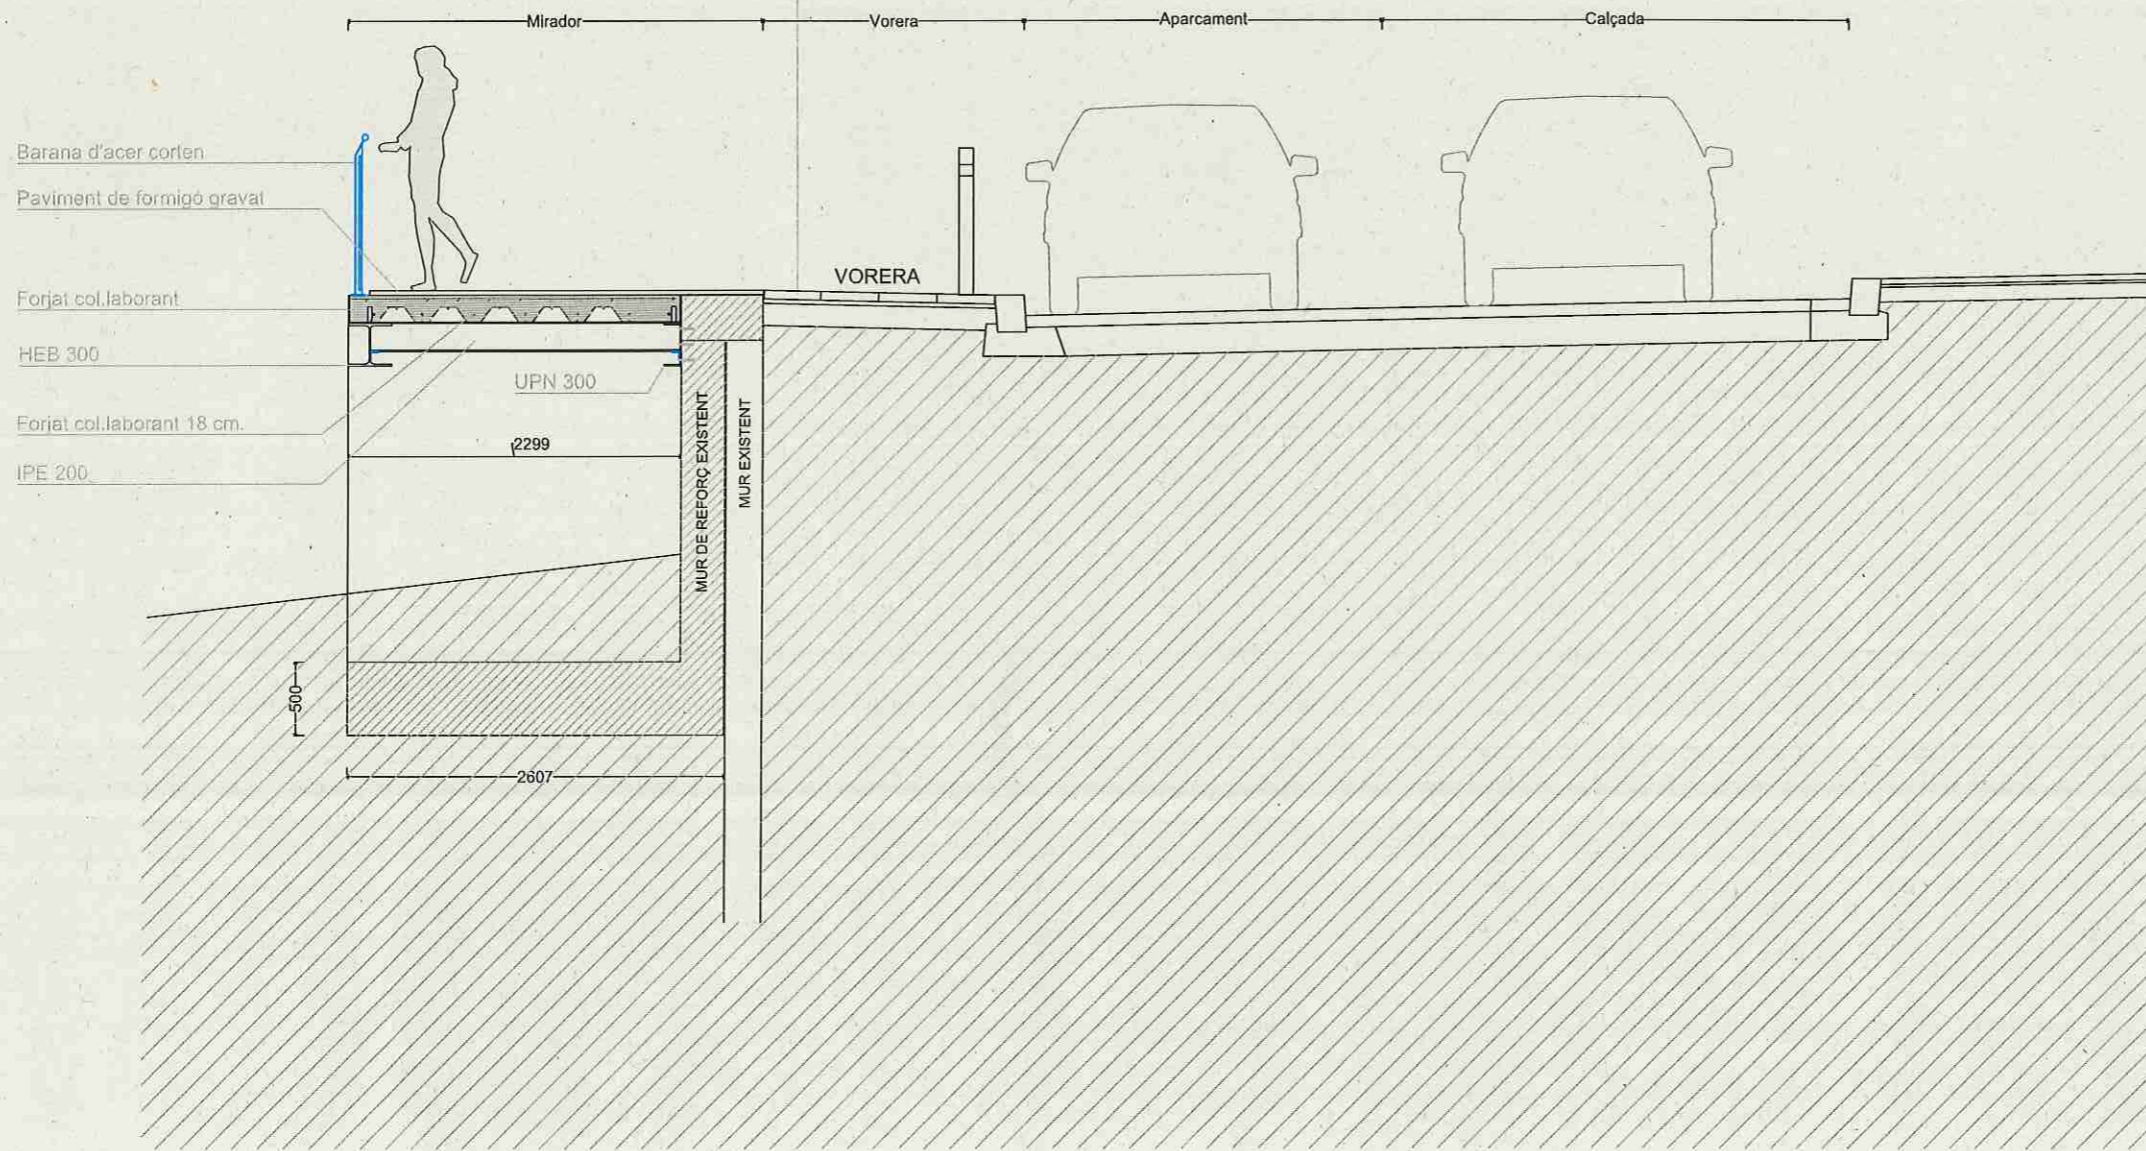 Mirador
Vorera
Aparcament
Calçada
Barana d'acer corten
Paviment de formigó gravat
VORERA
Forjat col.laborant
HEB 300
UPN 300
Forjat col.laborant 18 cm.
2299
IPE 200
MUR DE REFORÇ EXISTENT
MUR EXISTENT
500
2607